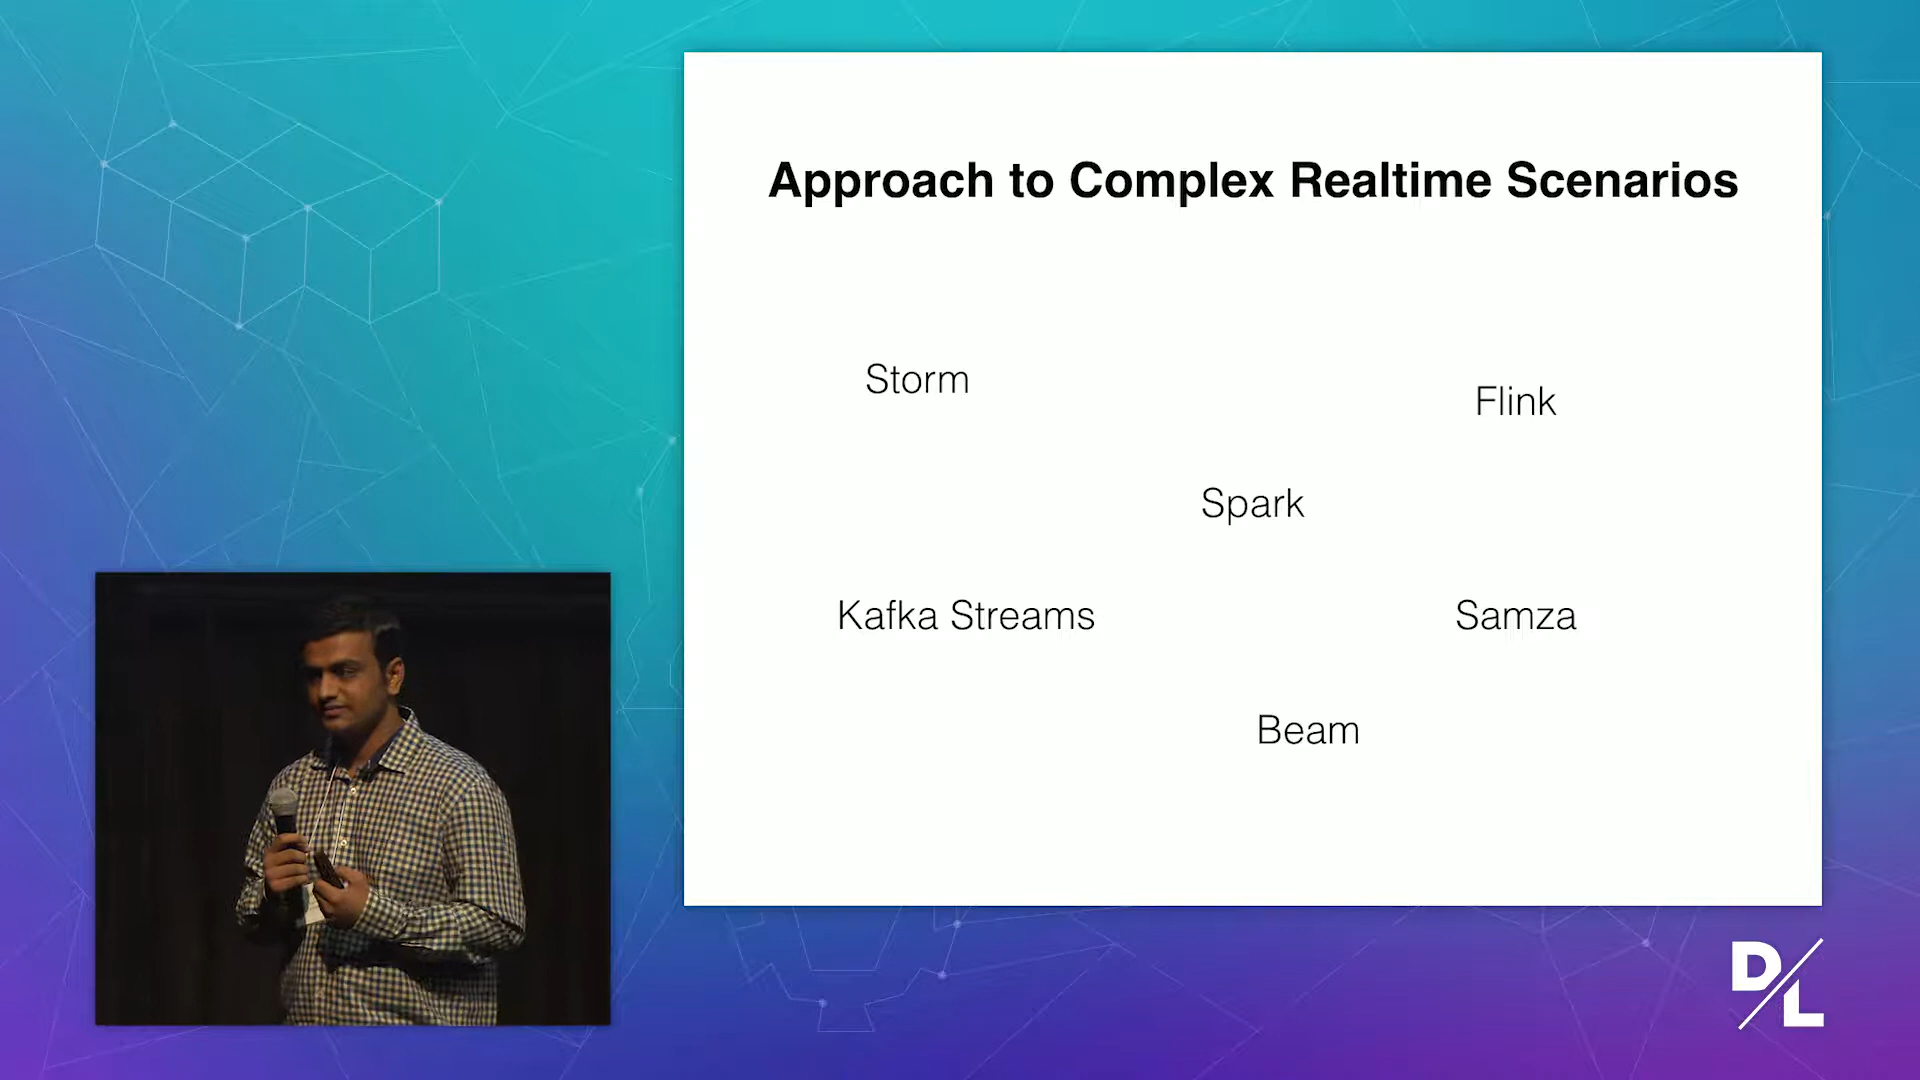 Approach to Complex Realtime Scenarios
Storm
Flink
Spark
Kafka Streams
Samza
Beam
D/L